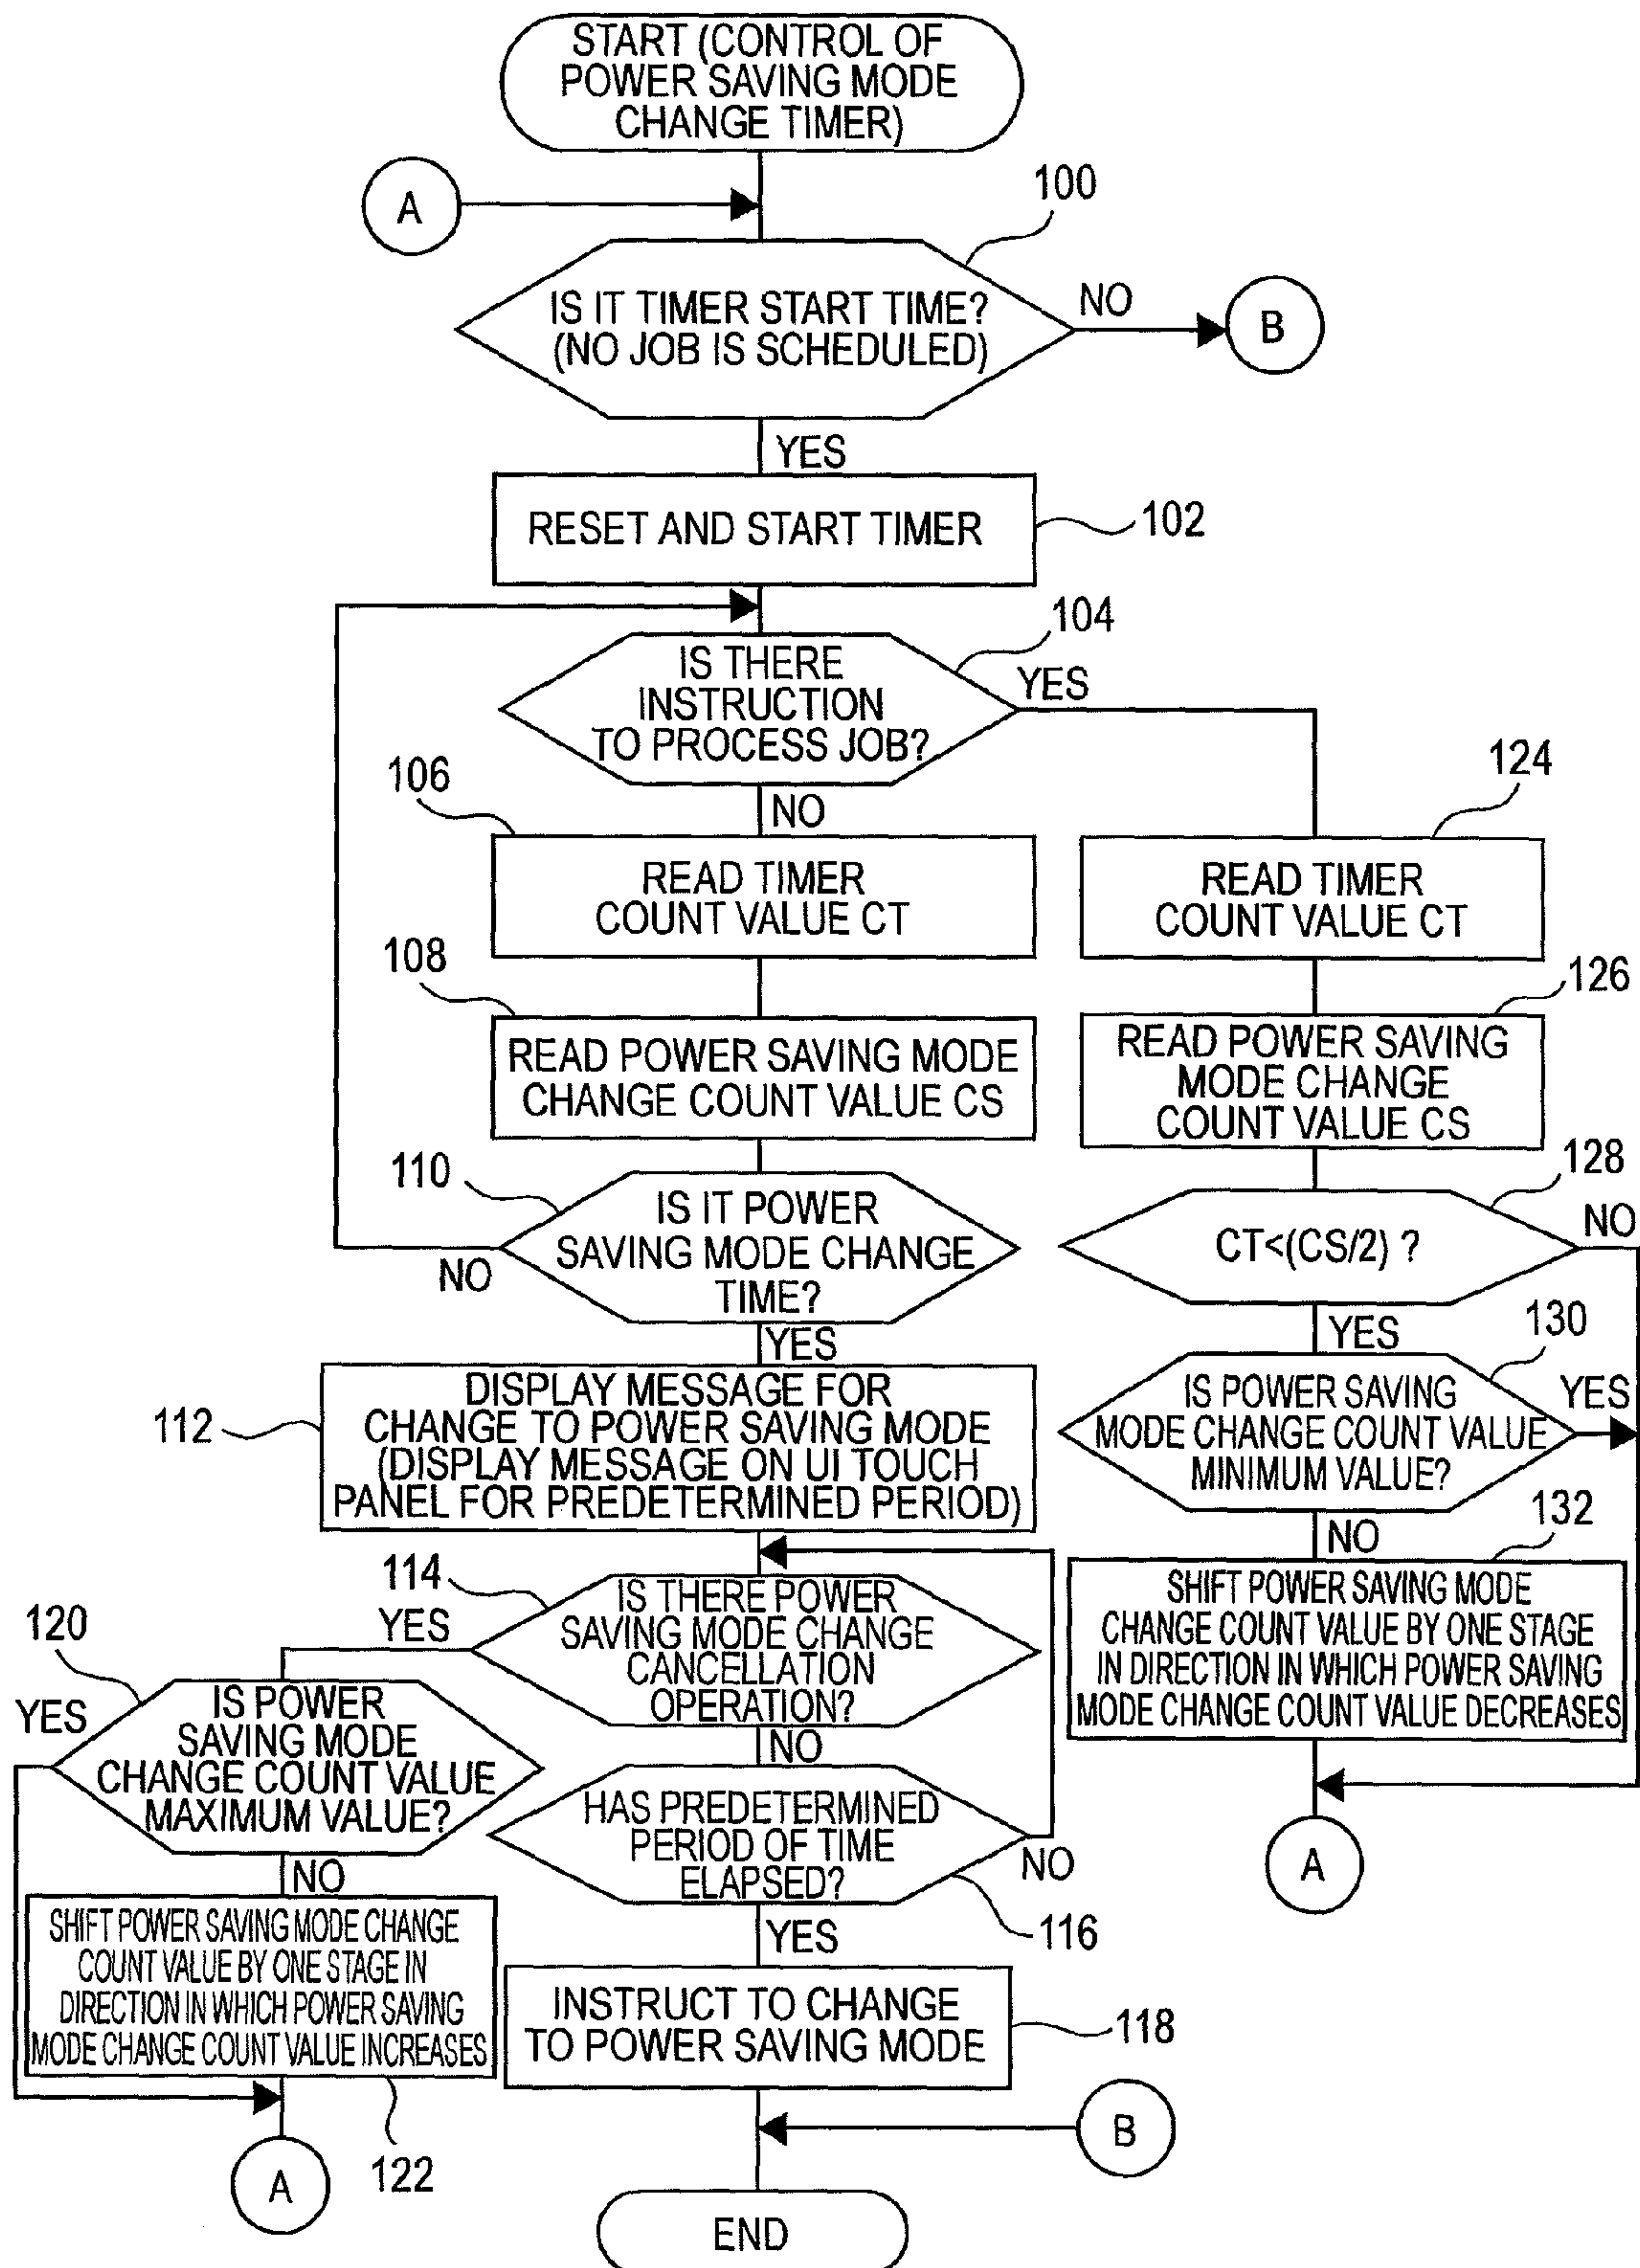 START (CONTROL OF
POWER SAVING MODE
CHANGE TIMER)
A
100
IS IT TIMER START TIME?
(NO JOB IS SCHEDULED)
NO
B
YES
RESET AND START TIMER
102
104
IS THERE
INSTRUCTION
TO PROCESS JOB?
YES
NO
106
READ TIMER
COUNT VALUE CT
124
READ TIMER
COUNT VALUE CT
108
READ POWER SAVING MODE
CHANGE COUNT VALUE CS
126
READ POWER SAVING
MODE CHANGE
COUNT VALUE CS
110
IS IT POWER
SAVING MODE CHANGE
TIME?
NO
YES
128
CT<(CS/2) ?
NO
YES
130
IS POWER SAVING
MODE CHANGE COUNT VALUE
MINIMUM VALUE?
YES
NO
112
DISPLAY MESSAGE FOR
CHANGE TO POWER SAVING MODE
(DISPLAY MESSAGE ON UI TOUCH
PANEL FOR PREDETERMINED PERIOD)
132
SHIFT POWER SAVING MODE
CHANGE COUNT VALUE BY ONE STAGE
IN DIRECTION IN WHICH POWER SAVING
MODE CHANGE COUNT VALUE DECREASES
A
114
IS THERE POWER
SAVING MODE CHANGE
CANCELLATION
OPERATION?
YES
NO
120
IS POWER
SAVING MODE
CHANGE COUNT VALUE
MAXIMUM VALUE?
YES
NO
HAS PREDETERMINED
PERIOD OF TIME
ELAPSED?
NO
116
YES
SHIFT POWER SAVING MODE CHANGE
COUNT VALUE BY ONE STAGE IN
DIRECTION IN WHICH POWER SAVING
MODE CHANGE COUNT VALUE INCREASES
122
A
INSTRUCT TO CHANGE
TO POWER SAVING MODE
118
B
END